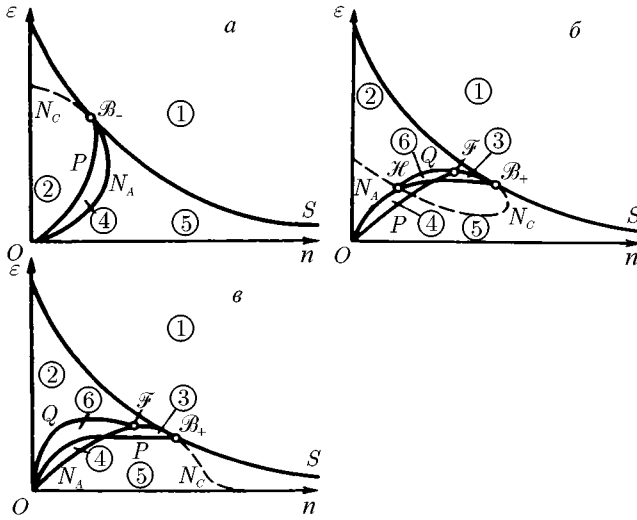 ε а
N_C ℬ₋ ①
P
② N_A
④ ⑤ S
O n
ε б
② ①
⑥ Q ℱ ③
ℋ ℬ₊
N_A P ④ ⑤ N_C S
O n
ε в
①
② ℱ
Q ⑥ ③ ℬ₊
④ P S
N_A ⑤ N_C
O n